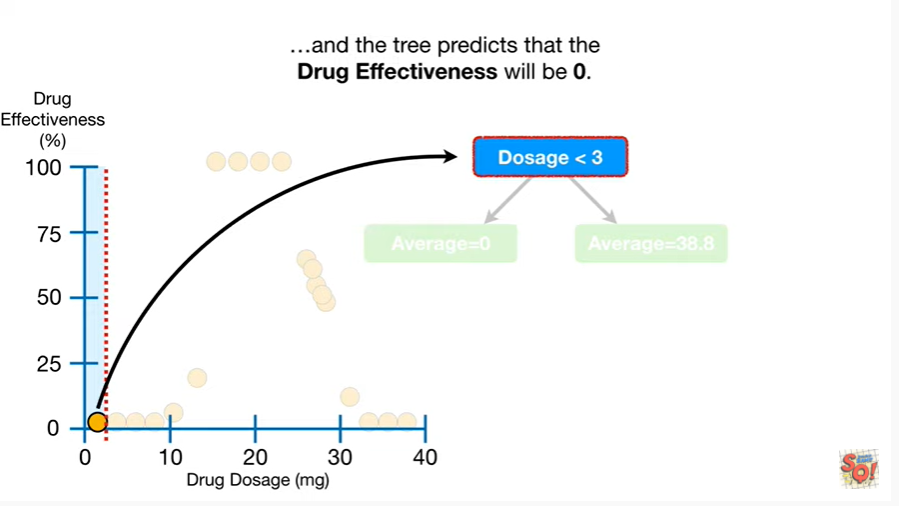 ...and the tree predicts that the
Drug Effectiveness will be 0.
Drug
Effectiveness
(%)
100
75
50
25
0
Dosage < 3
Average=0
Average=38.8
0
10
20
30
40
Drug Dosage (mg)
SO!